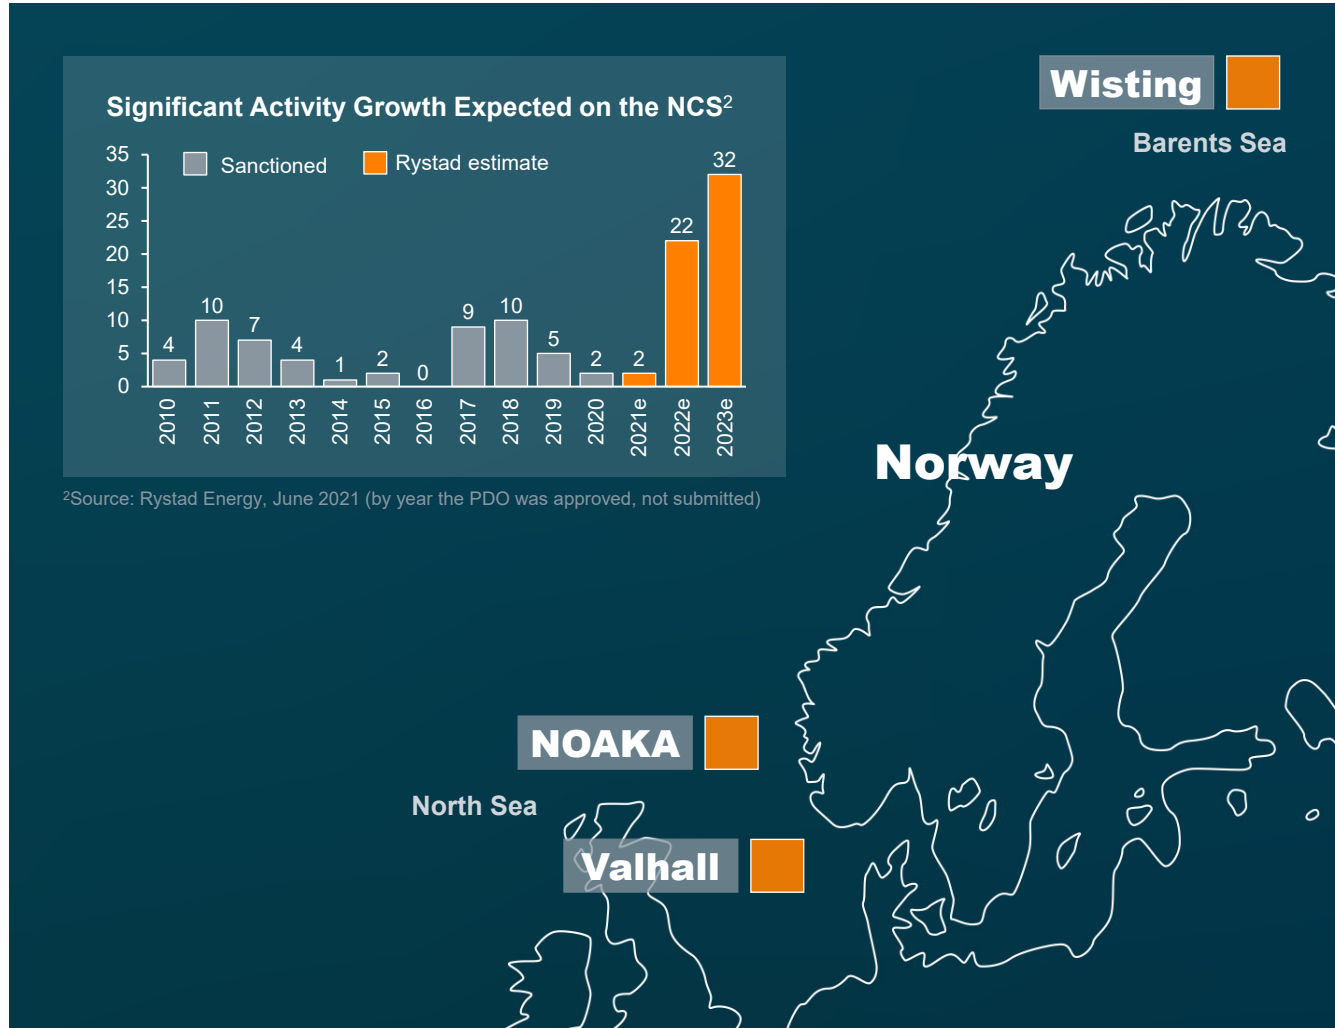 Significant Activity Growth Expected on the NCS²
Sanctioned
Rystad estimate
35
30
25
20
15
10
5
0
4
10
7
4
1
2
0
9
10
5
2
2
22
32
2010
2011
2012
2013
2014
2015
2016
2017
2018
2019
2020
2021e
2022e
2023e
²Source: Rystad Energy, June 2021 (by year the PDO was approved, not submitted)
Wisting
Barents Sea
Norway
NOAKA
North Sea
Valhall